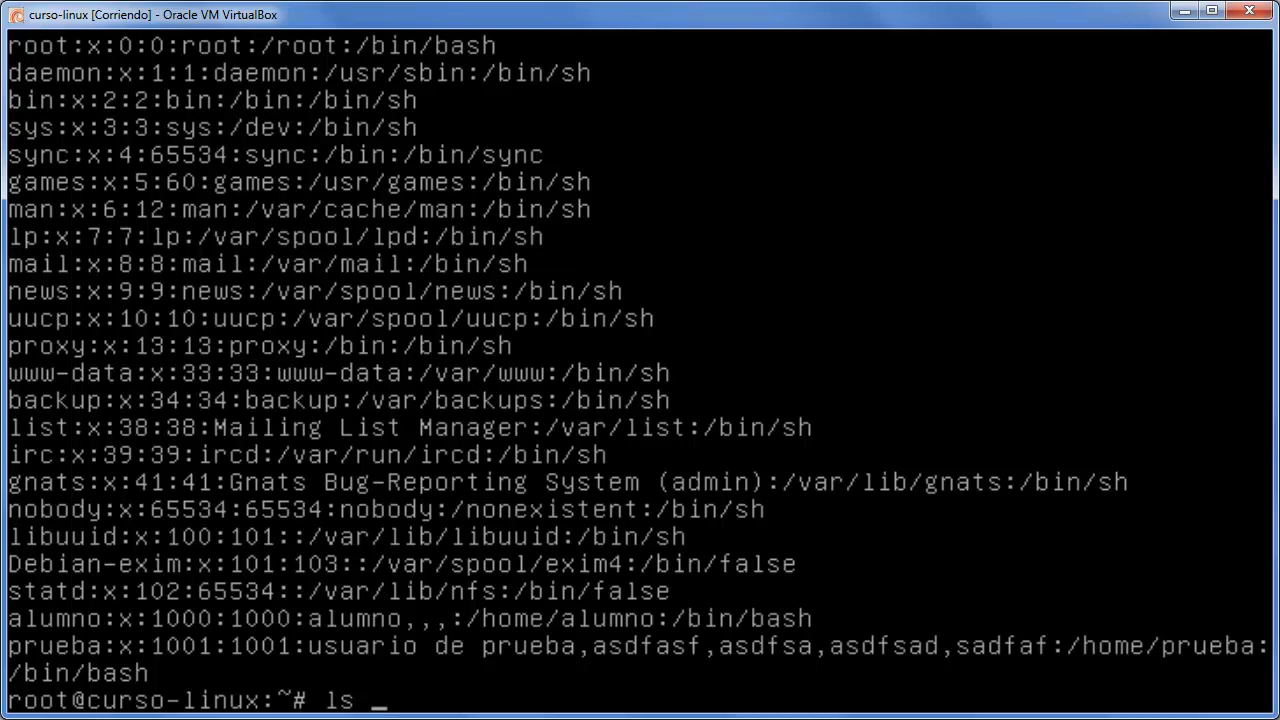 curso-linux [Corriendo] - Oracle VM VirtualBox
root:x:0:0:root:/root:/bin/bash
daemon:x:1:1:daemon:/usr/sbin:/bin/sh
bin:x:2:2:bin:/bin:/bin/sh
sys:x:3:3:sys:/dev:/bin/sh
sync:x:4:65534:sync:/bin:/bin/sync
games:x:5:60:games:/usr/games:/bin/sh
man:x:6:12:man:/var/cache/man:/bin/sh
lp:x:7:7:lp:/var/spool/lpd:/bin/sh
mail:x:8:8:mail:/var/mail:/bin/sh
news:x:9:9:news:/var/spool/news:/bin/sh
uucp:x:10:10:uucp:/var/spool/uucp:/bin/sh
proxy:x:13:13:proxy:/bin:/bin/sh
www-data:x:33:33:www-data:/var/www:/bin/sh
backup:x:34:34:backup:/var/backups:/bin/sh
list:x:38:38:Mailing List Manager:/var/list:/bin/sh
irc:x:39:39:ircd:/var/run/ircd:/bin/sh
gnats:x:41:41:Gnats Bug-Reporting System (admin):/var/lib/gnats:/bin/sh
nobody:x:65534:65534:nobody:/nonexistent:/bin/sh
libuuid:x:100:101::/var/lib/libuuid:/bin/sh
Debian-exim:x:101:103::/var/spool/exim4:/bin/false
statd:x:102:65534::/var/lib/nfs:/bin/false
alumno:x:1000:1000:alumno,,,:/home/alumno:/bin/bash
prueba:x:1001:1001:usuario de prueba,asdfasf,asdfsa,asdfsad,sadfaf:/home/prueba:
/bin/bash
root@curso-linux:~# ls _